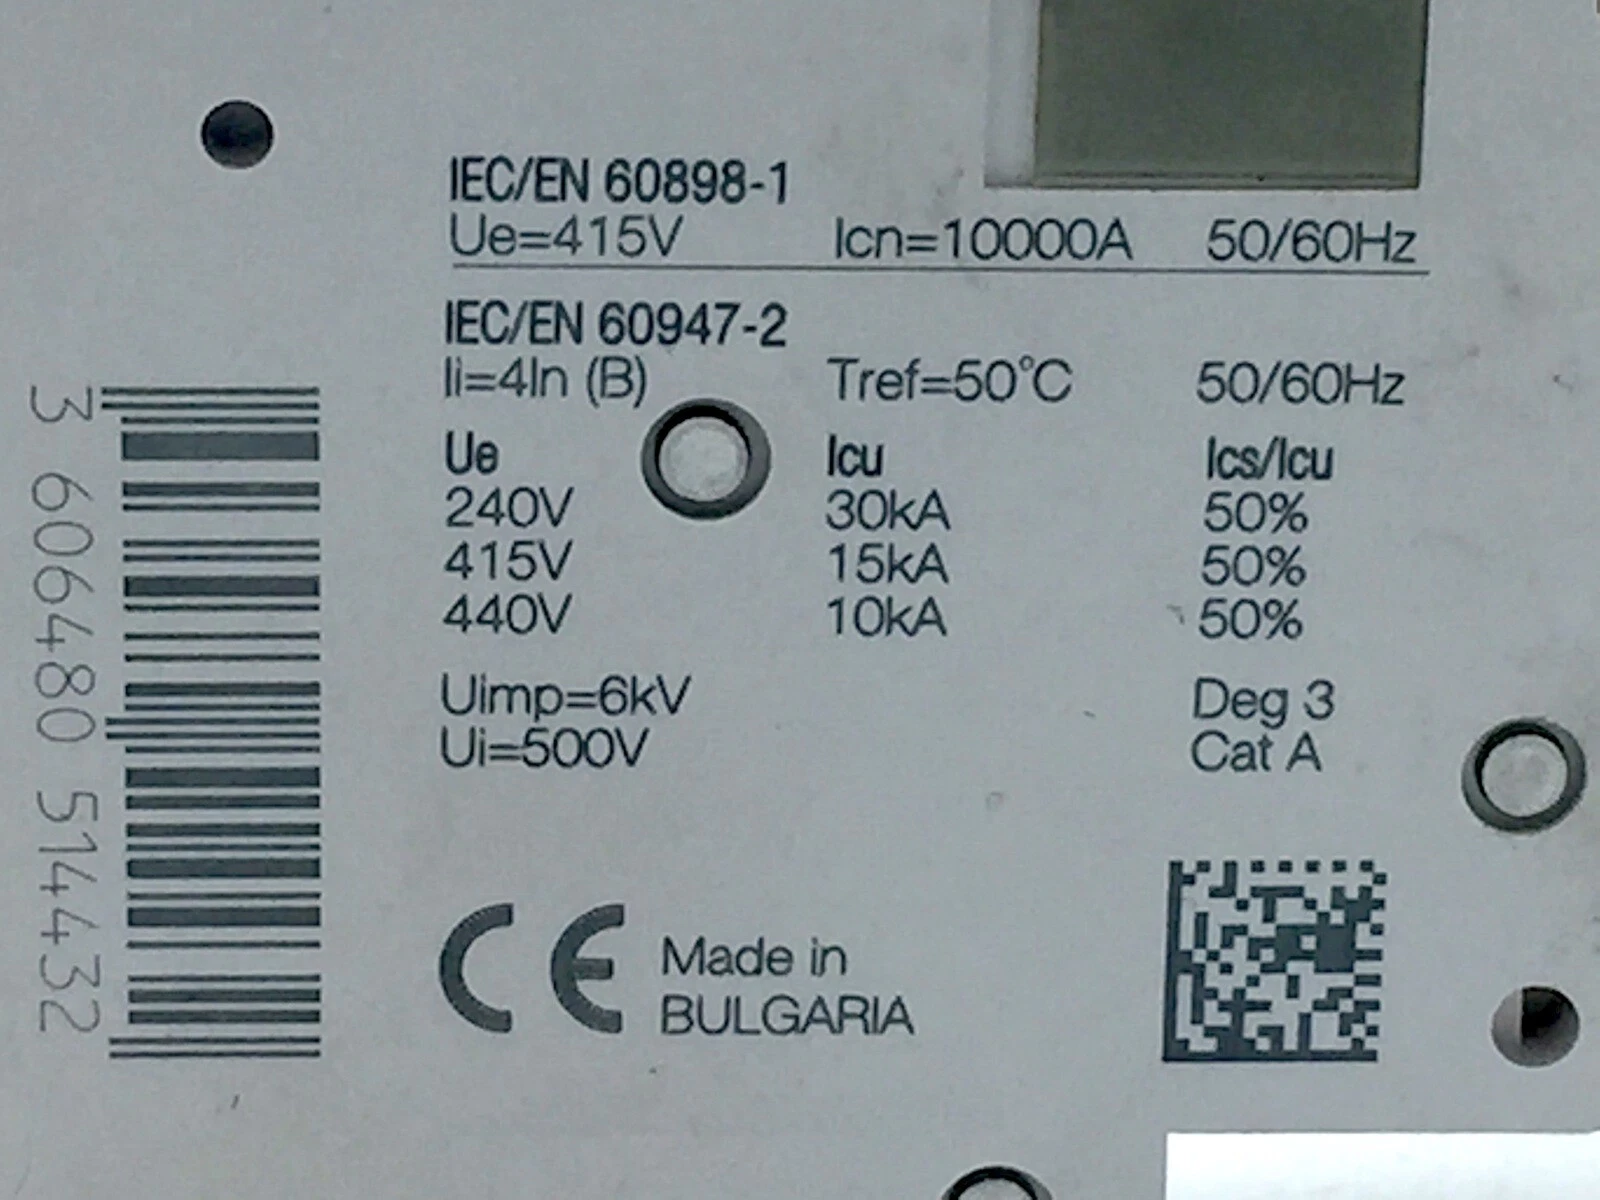 IEC/EN 60898-1
Ue=415V Icn=10000A 50/60Hz
IEC/EN 60947-2
Ii=4In (B) Tref=50°C 50/60Hz
Ue Icu Ics/Icu
240V 30kA 50%
415V 15kA 50%
440V 10kA 50%
Uimp=6kV Deg 3
Ui=500V Cat A
CE Made in
BULGARIA
3 606480 514432